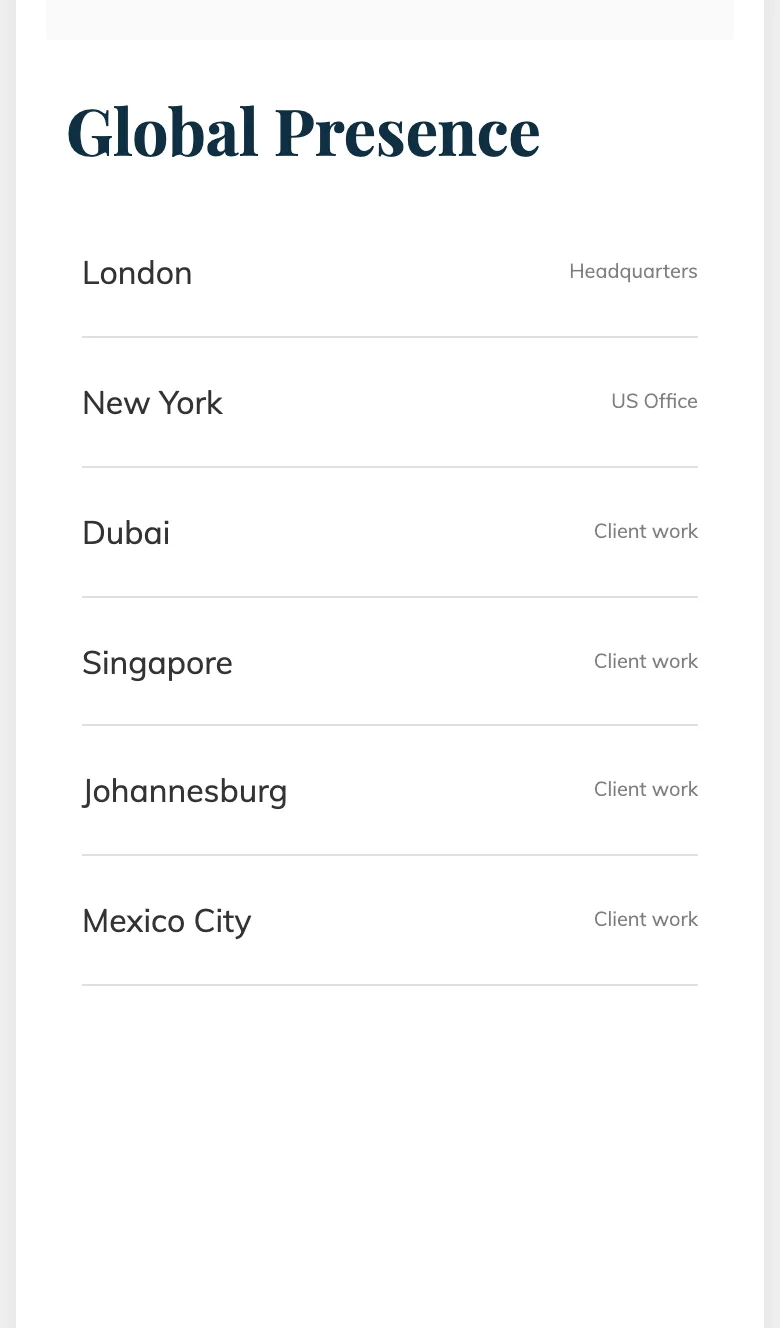 Global Presence
London Headquarters
New York US Office
Dubai Client work
Singapore Client work
Johannesburg Client work
Mexico City Client work